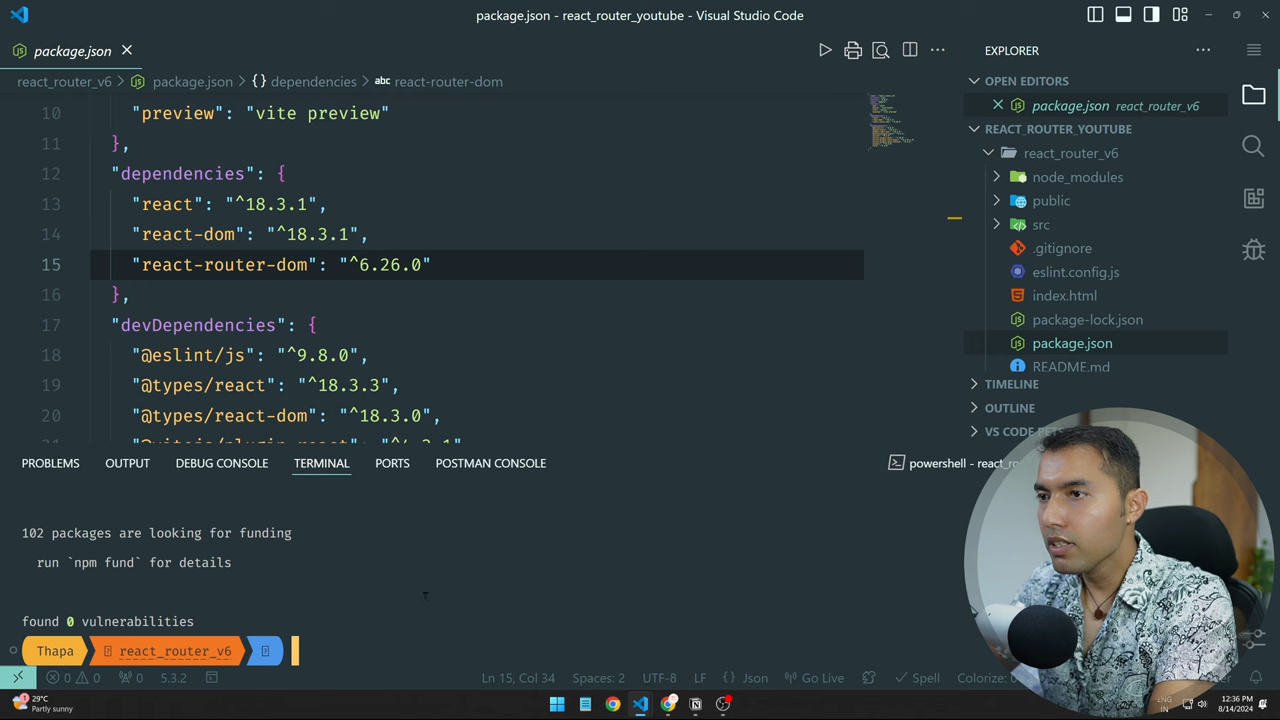 package.json - react_router_youtube - Visual Studio Code
package.json
react_router_v6 > package.json > {} dependencies > abc react-router-dom
10 "preview": "vite preview"
11 },
12 "dependencies": {
13 "react": "^18.3.1",
14 "react-dom": "^18.3.1",
15 "react-router-dom": "^6.26.0"
16 },
17 "devDependencies": {
18 "@eslint/js": "^9.8.0",
19 "@types/react": "^18.3.3",
20 "@types/react-dom": "^18.3.0",
EXPLORER
OPEN EDITORS
package.json react_router_v6
REACT_ROUTER_YOUTUBE
react_router_v6
node_modules
public
src
.gitignore
eslint.config.js
index.html
package-lock.json
package.json
README.md
TIMELINE
OUTLINE
VS CODE PETS
PROBLEMS OUTPUT DEBUG CONSOLE TERMINAL PORTS POSTMAN CONSOLE
powershell - react_ro
102 packages are looking for funding
run `npm fund` for details
found 0 vulnerabilities
Thapa react_router_v6
0 0 0 5.3.2 Ln 15, Col 34 Spaces: 2 UTF-8 LF {} Json Go Live Spell Colorize: 0
29°C
Partly sunny
ENG
IN
12:36 PM
8/14/2024